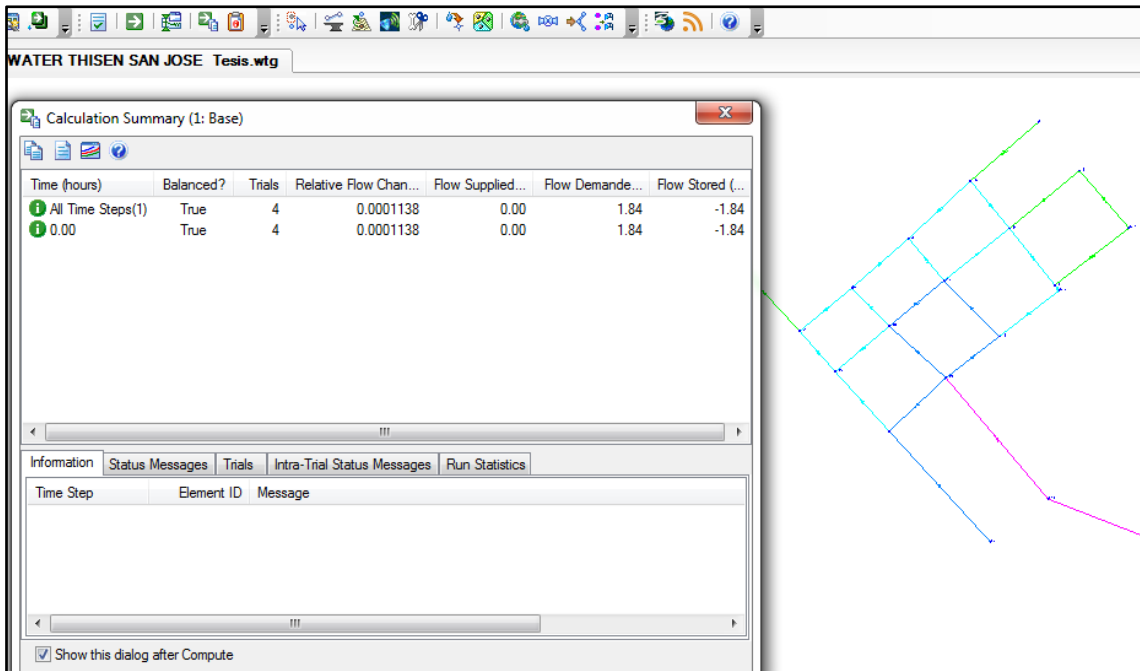 WATER THISEN SAN JOSE Tesis.wtg
Calculation Summary (1: Base)
Time (hours) Balanced? Trials Relative Flow Chan... Flow Supplied... Flow Demande... Flow Stored (...
All Time Steps(1) True 4 0.0001138 0.00 1.84 -1.84
0.00 True 4 0.0001138 0.00 1.84 -1.84
Information Status Messages Trials Intra-Trial Status Messages Run Statistics
Time Step Element ID Message
Show this dialog after Compute